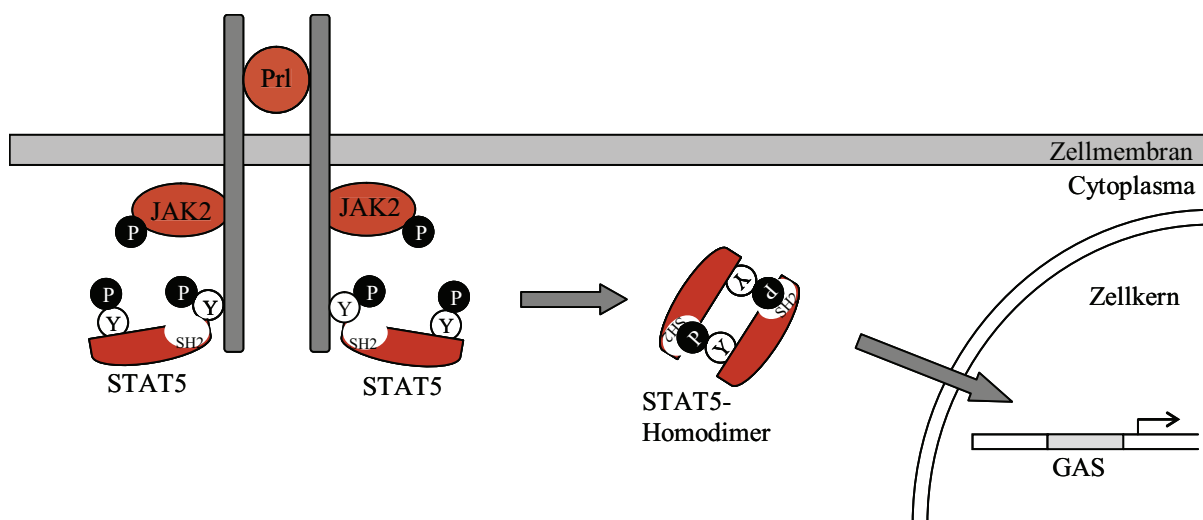 Prl
Zellmembran
Cytoplasma
JAK2
JAK2
P
P
P
P
P
P
Y
Y
Y
Y
SH2
SH2
STAT5
STAT5
Y
P
SH2
SH2
P
Y
STAT5-
Homodimer
Zellkern
GAS